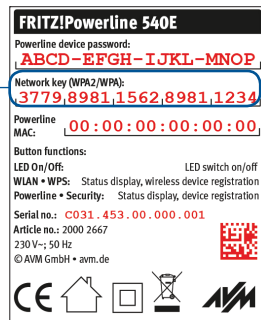 FRITZ!Powerline 540E
Powerline device password:
ABCD-EFGH-IJKL-MNOP
Network key (WPA2/WPA):
3779 8981 1562 8981 1234
Powerline MAC: 00:00:00:00:00:00
Button functions:
LED On/Off: LED switch on/off
WLAN • WPS: Status display, wireless device registration
Powerline • Security: Status display, device registration
Serial no.: C031.453.00.000.001
Article no.: 2000 2667
230 V~; 50 Hz
© AVM GmbH • avm.de
CE
AVM